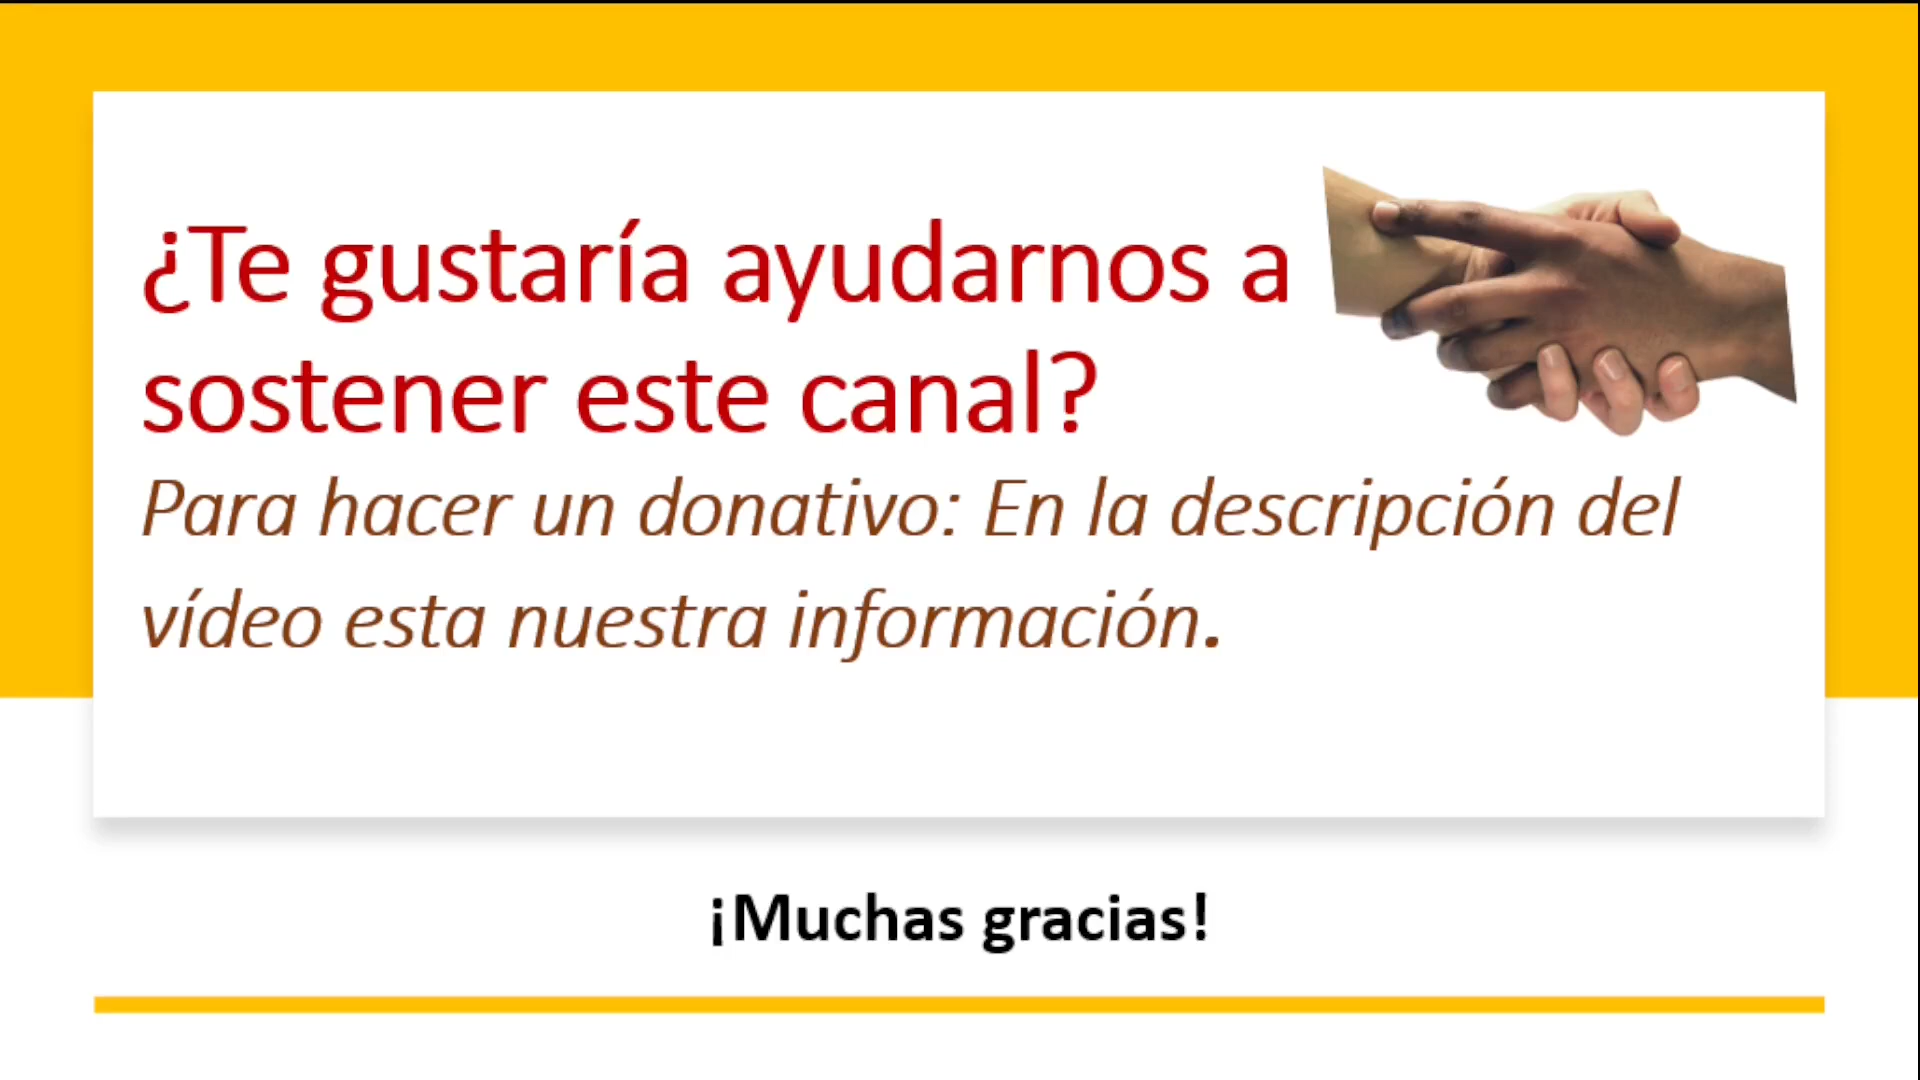 ¿Te gustaría ayudarnos a
sostener este canal?
Para hacer un donativo: En la descripción del
vídeo esta nuestra información.
¡Muchas gracias!